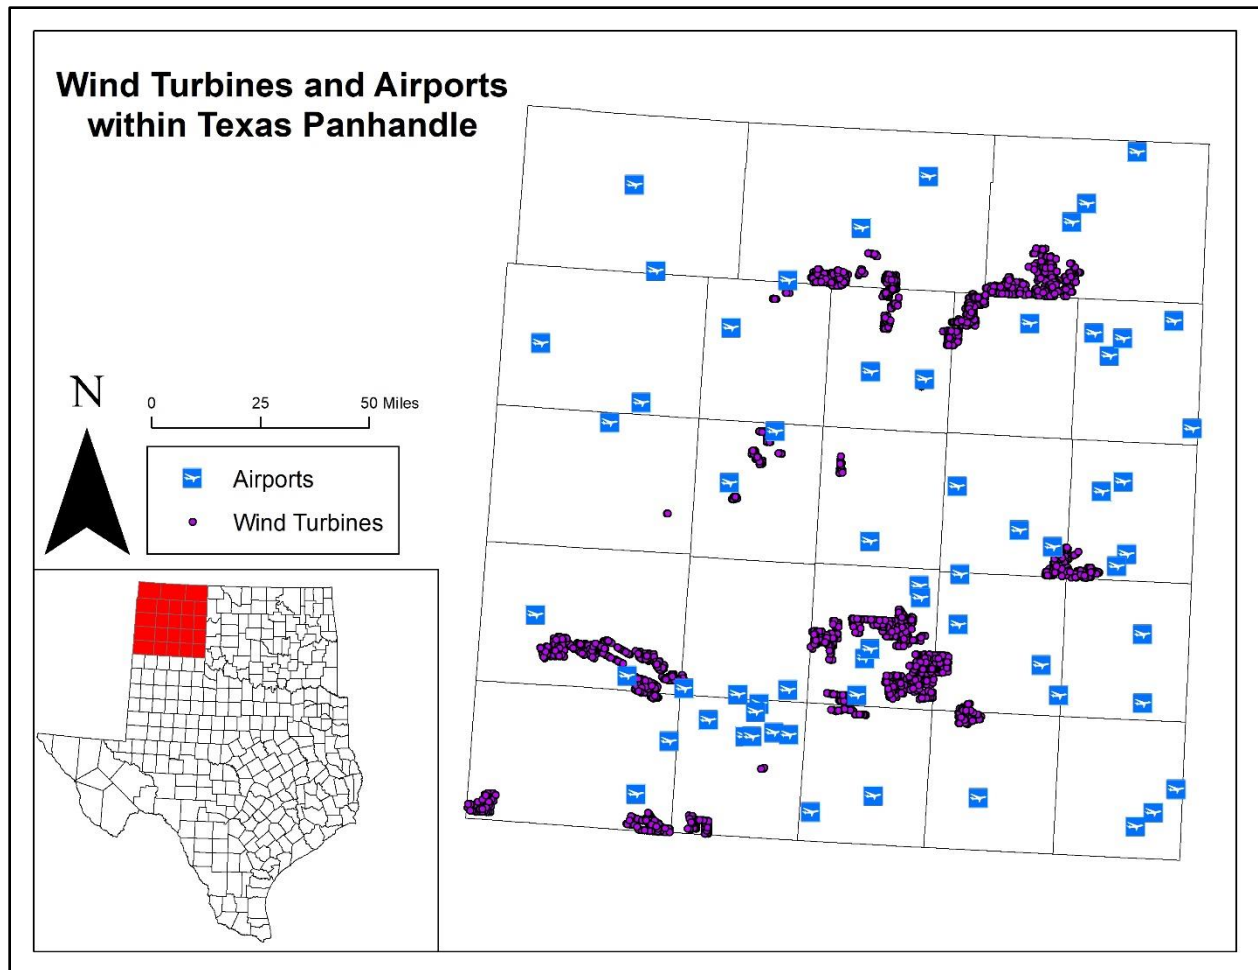 Wind Turbines and Airports
within Texas Panhandle
N
0 25 50 Miles
Airports
Wind Turbines